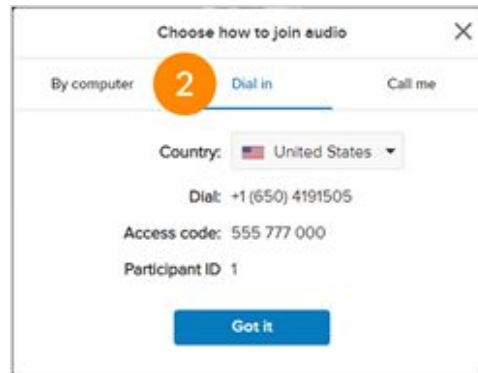 Choose how to join audio
By computer 2 Dial in Call me
Country: United States
Dial: +1 (650) 4191505
Access code: 555 777 000
Participant ID 1
Got it